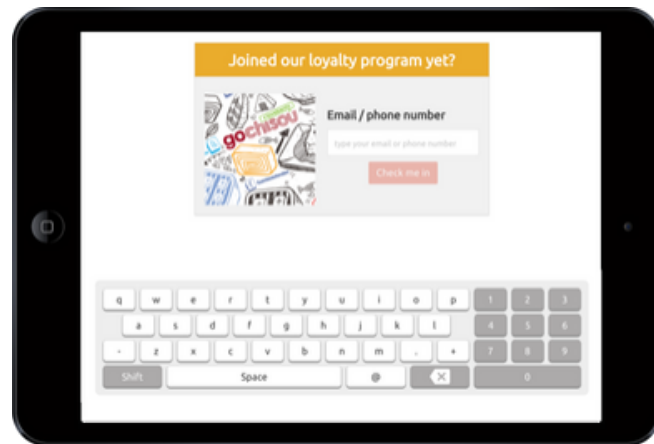 Joined our loyalty program yet?
gochisou
Email / phone number
type your email or phone number
Check me in
q w e r t y u i o p 1 2 3
a s d f g h j k l 4 5 6
- z x c v b n m . + 7 8 9
Shift Space @ 0